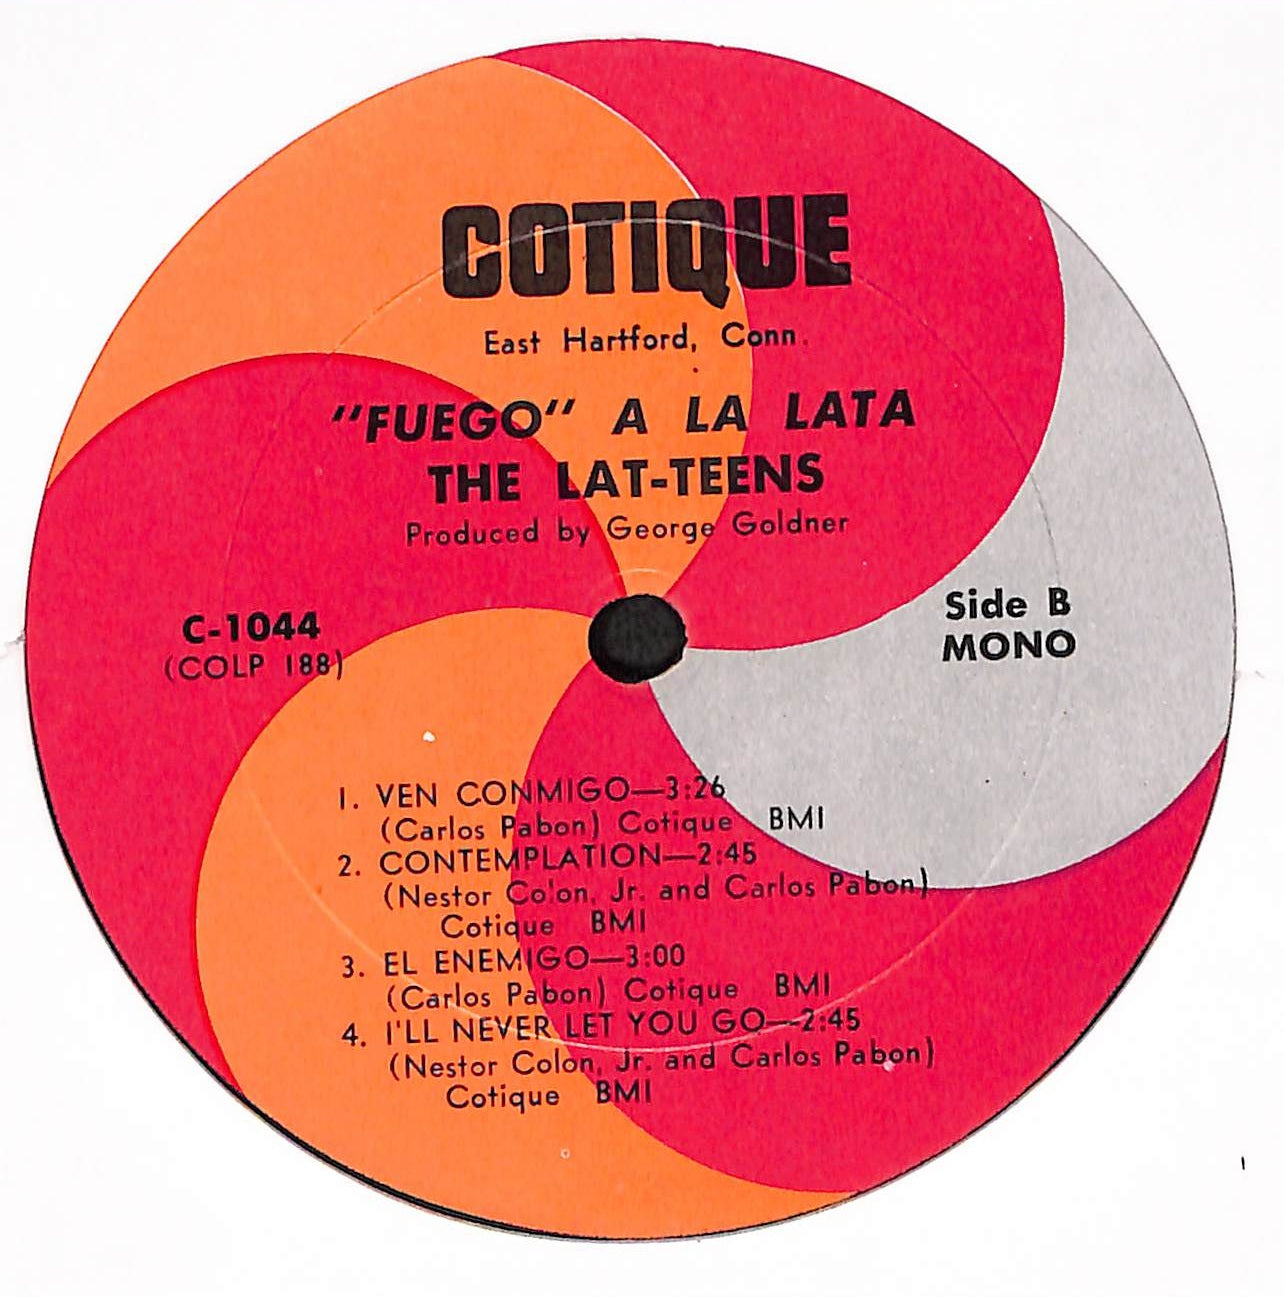 COTIQUE
East Hartford, Conn.
"FUEGO" A LA LATA
THE LAT-TEENS
Produced by George Goldner
C-1044
(COLP 188)
Side B
MONO
1. VEN CONMIGO—3:26
(Carlos Pabon) Cotique BMI
2. CONTEMPLATION—2:45
(Nestor Colon, Jr. and Carlos Pabon)
Cotique BMI
3. EL ENEMIGO—3:00
(Carlos Pabon) Cotique BMI
4. I'LL NEVER LET YOU GO—2:45
(Nestor Colon, Jr. and Carlos Pabon)
Cotique BMI